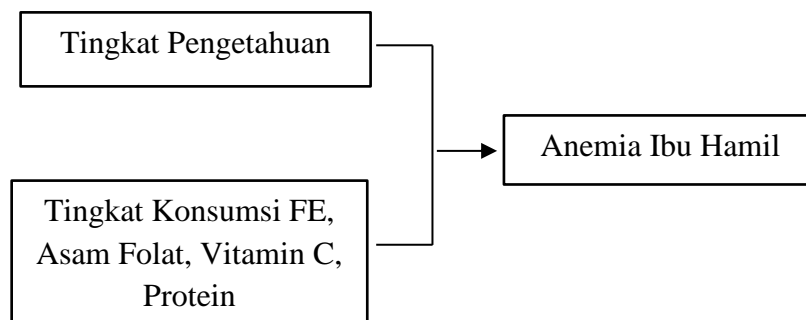 Tingkat Pengetahuan
Anemia Ibu Hamil
Tingkat Konsumsi FE,
Asam Folat, Vitamin C,
Protein